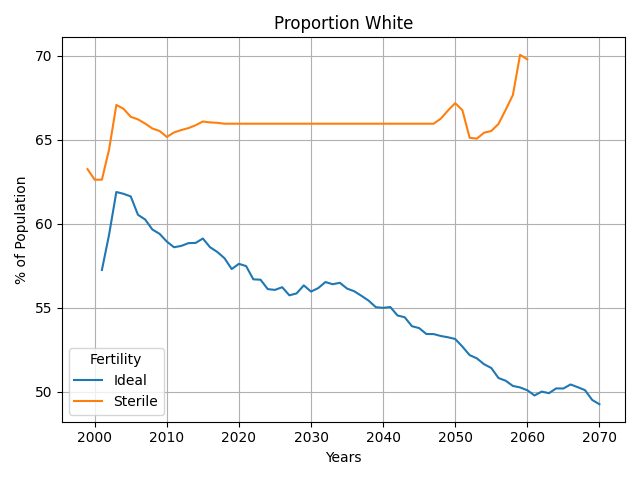 Proportion White
% of Population
70
65
60
55
50
Fertility
Ideal
Sterile
2000 2010 2020 2030 2040 2050 2060 2070
Years